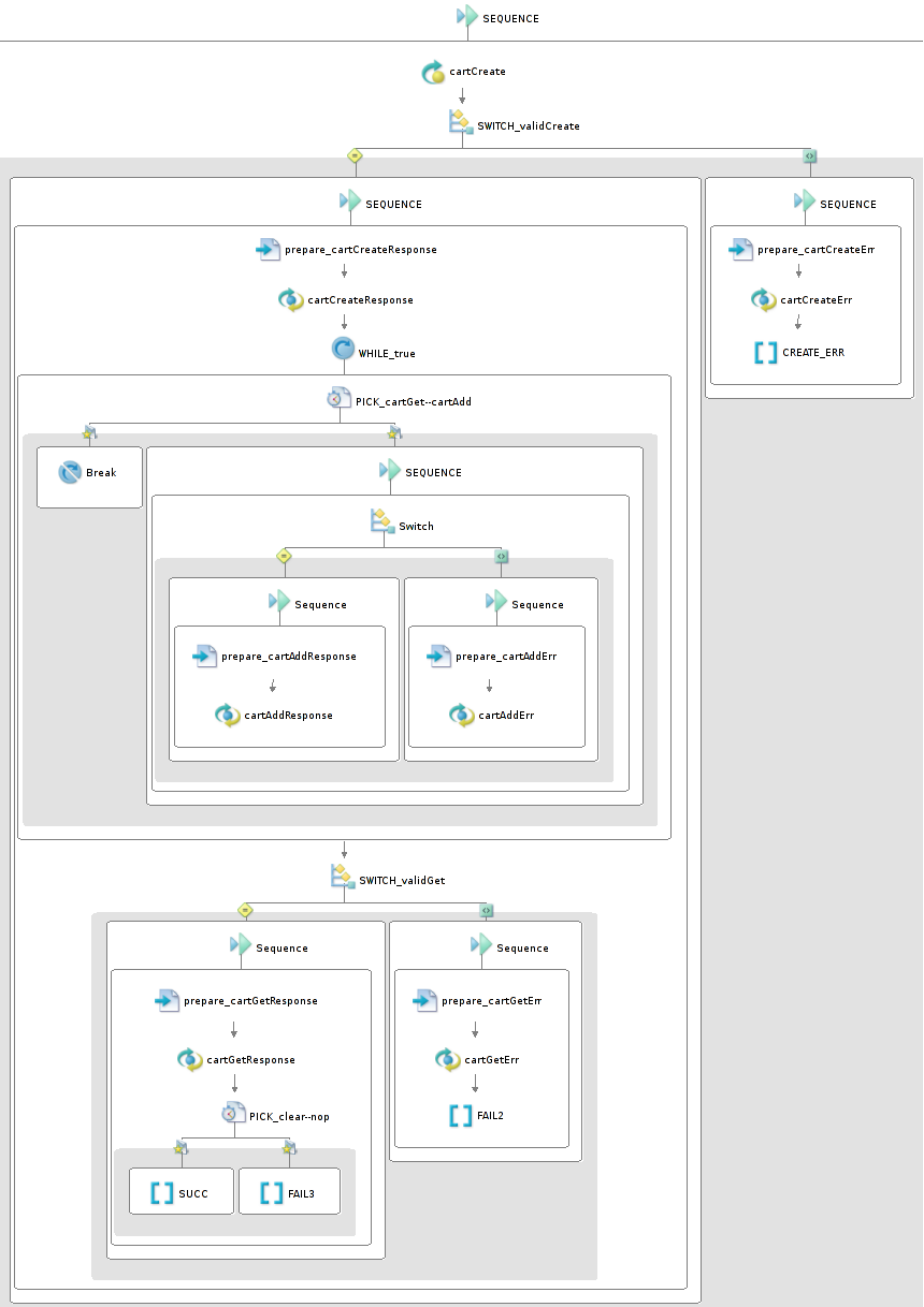 SEQUENCE
cartCreate
SWITCH_validCreate
SEQUENCE
SEQUENCE
prepare_cartCreateResponse
prepare_cartCreateErr
cartCreateResponse
cartCreateErr
WHILE_true
CREATE_ERR
PICK_cartGet--cartAdd
Break
SEQUENCE
Switch
Sequence
Sequence
prepare_cartAddResponse
prepare_cartAddErr
cartAddResponse
cartAddErr
SWITCH_validGet
Sequence
Sequence
prepare_cartGetResponse
prepare_cartGetErr
cartGetResponse
cartGetErr
PICK_clear--nop
FAIL2
SUCC
FAIL3